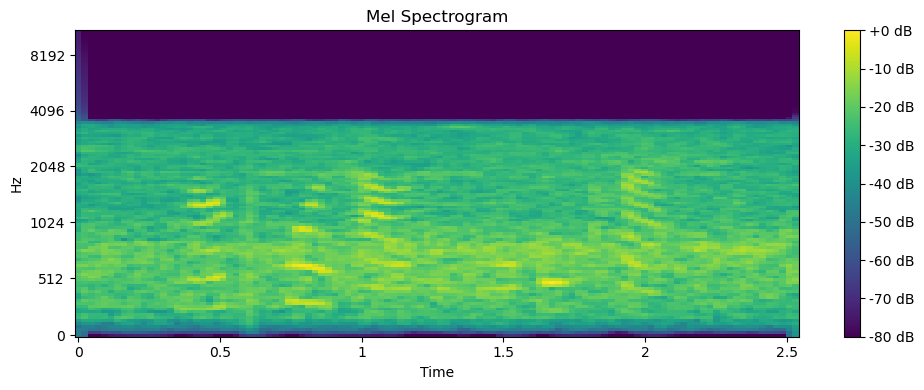 Mel Spectrogram
8192
4096
2048
1024
512
0
Hz
0
0.5
1
1.5
2
2.5
Time
+0 dB
-10 dB
-20 dB
-30 dB
-40 dB
-50 dB
-60 dB
-70 dB
-80 dB